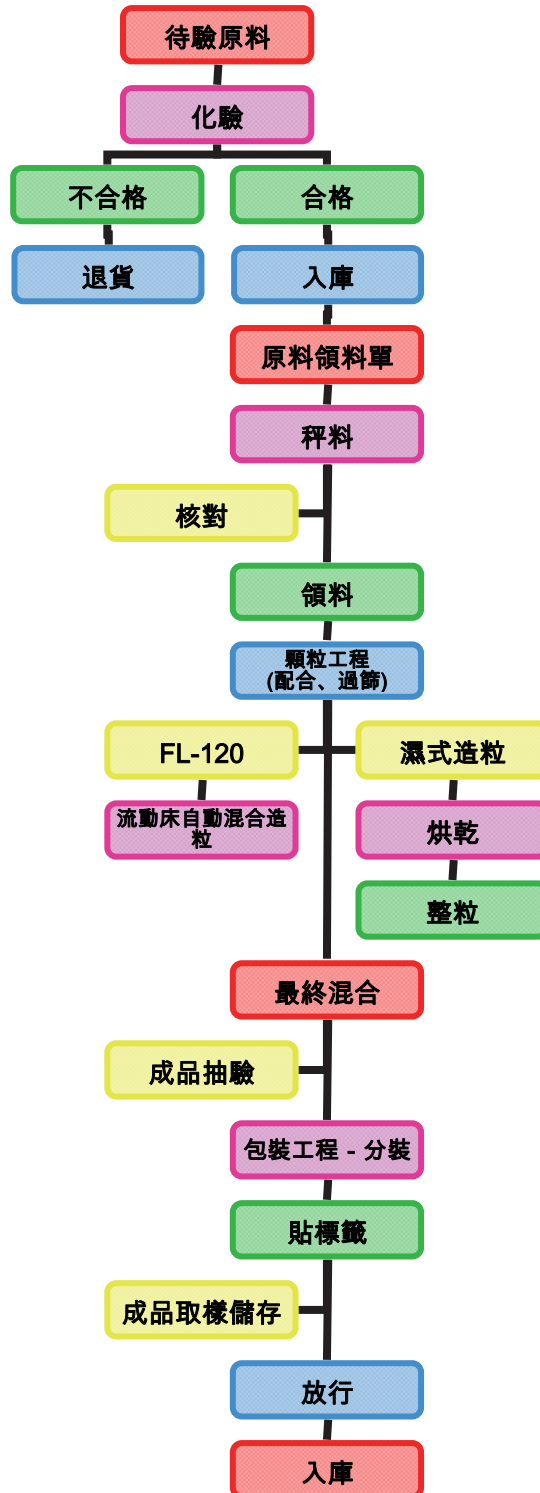 待驗原料
化驗
不合格
合格
退貨
入庫
原料領料單
秤料
核對
領料
顆粒工程
(配合、過篩)
FL-120
濕式造粒
流動床自動混合造
粒
烘乾
整粒
最終混合
成品抽驗
包裝工程 - 分裝
貼標籤
成品取樣儲存
放行
入庫